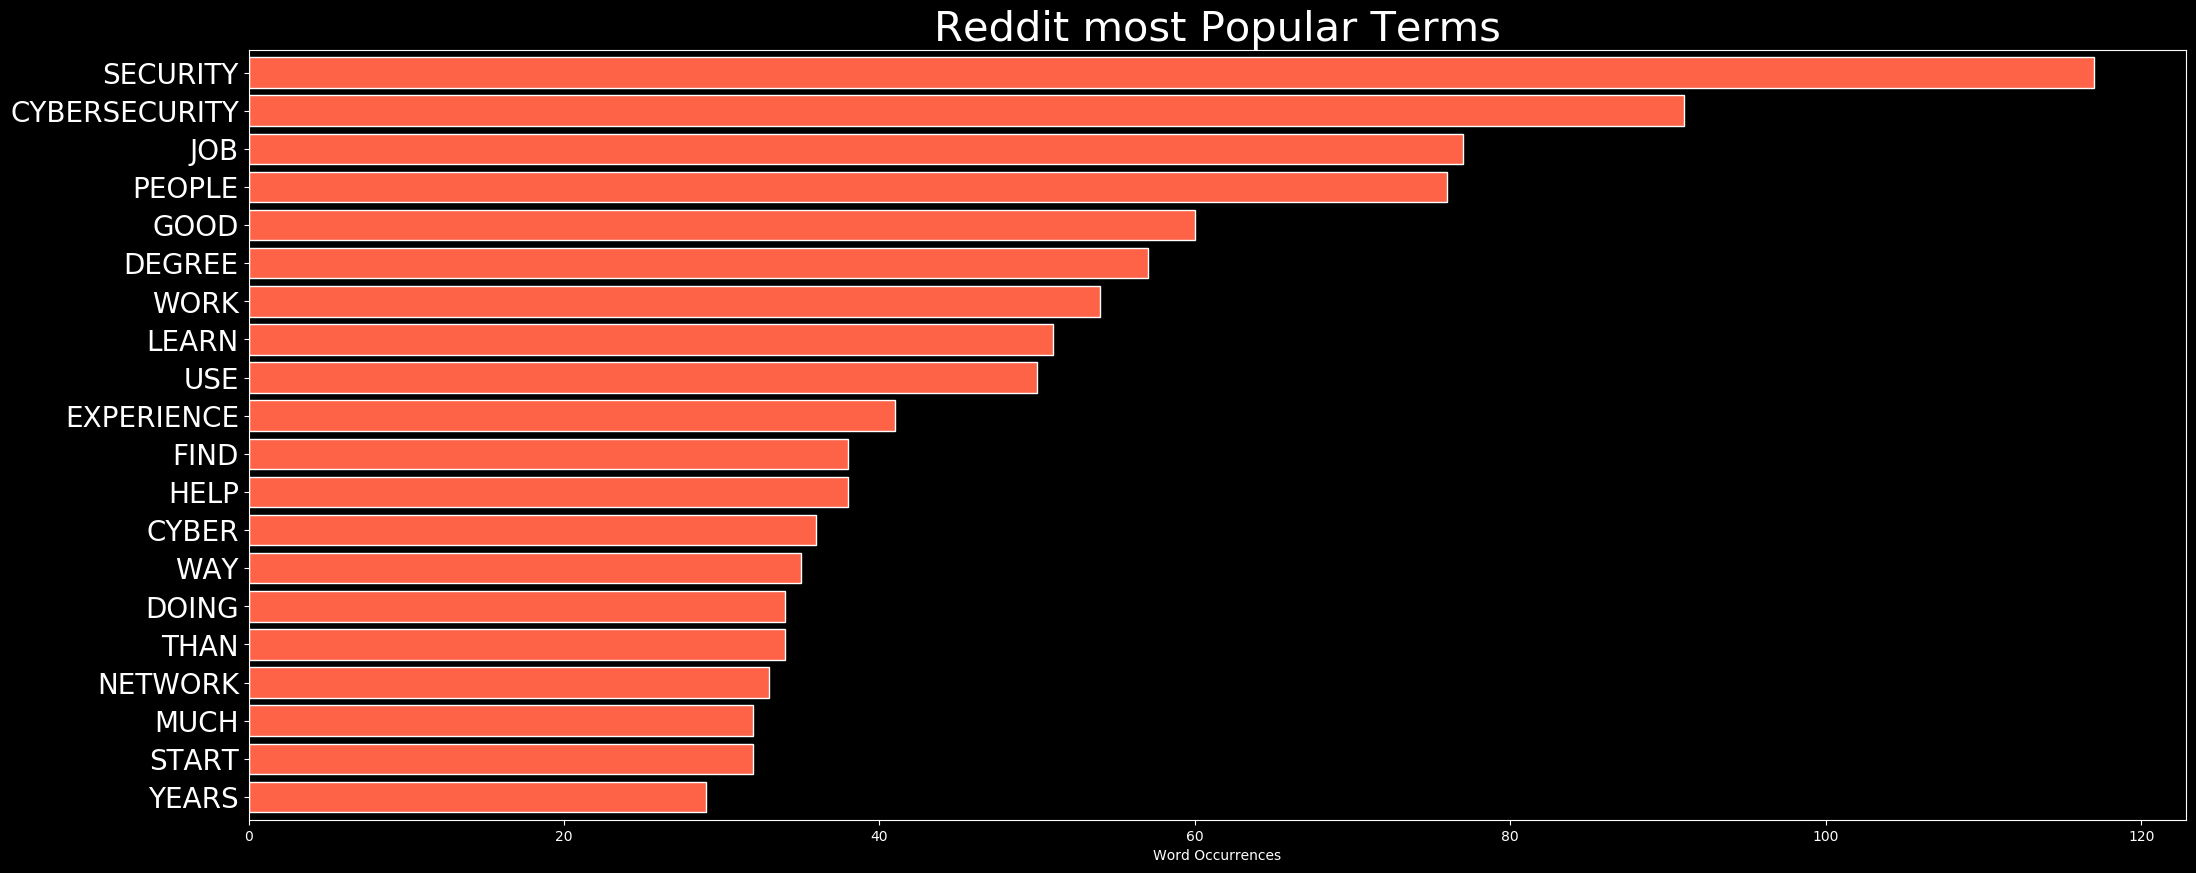 Reddit most Popular Terms
SECURITY
CYBERSECURITY
JOB
PEOPLE
GOOD
DEGREE
WORK
LEARN
USE
EXPERIENCE
FIND
HELP
CYBER
WAY
DOING
THAN
NETWORK
MUCH
START
YEARS
0 20 40 60 80 100 120
Word Occurrences